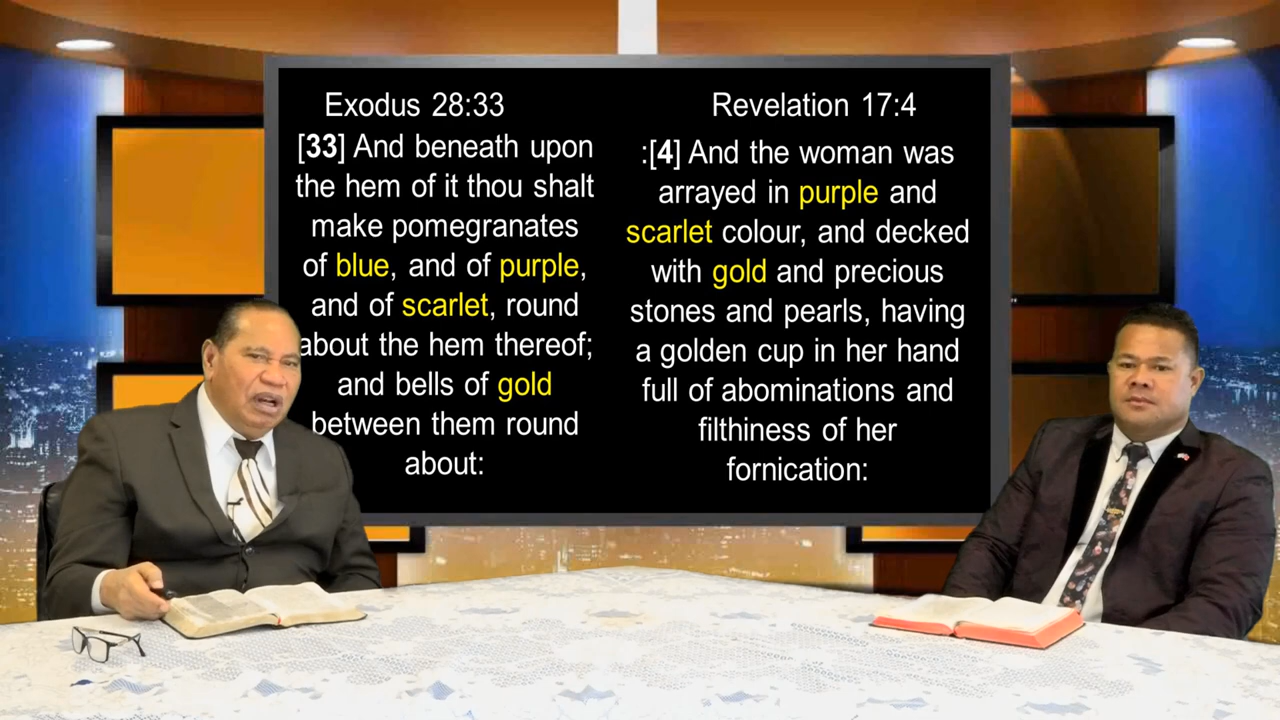 Exodus 28:33
[33] And beneath upon
the hem of it thou shalt
make pomegranates
of blue, and of purple,
and of scarlet, round
about the hem thereof;
and bells of gold
between them round
about:
Revelation 17:4
:[4] And the woman was
arrayed in purple and
scarlet colour, and decked
with gold and precious
stones and pearls, having
a golden cup in her hand
full of abominations and
filthiness of her
fornication: